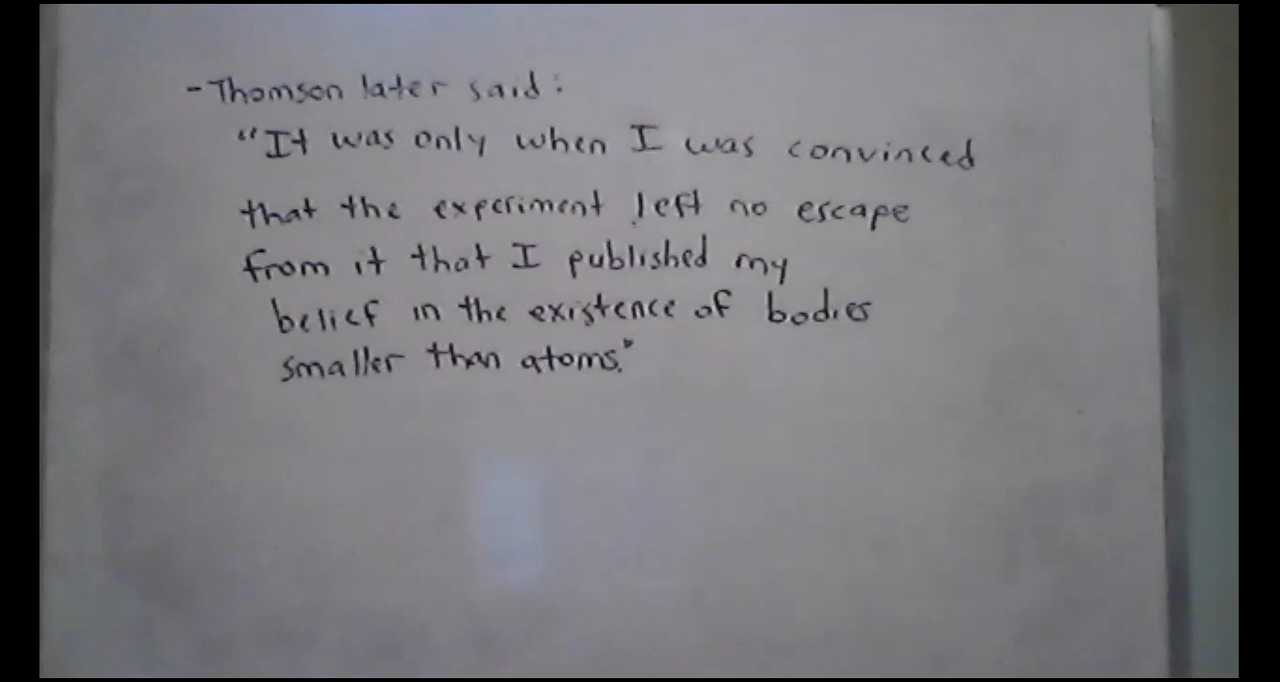 - Thomson later said:
"It was only when I was convinced
that the experiment left no escape
from it that I published my
belief in the existence of bodies
smaller than atoms."